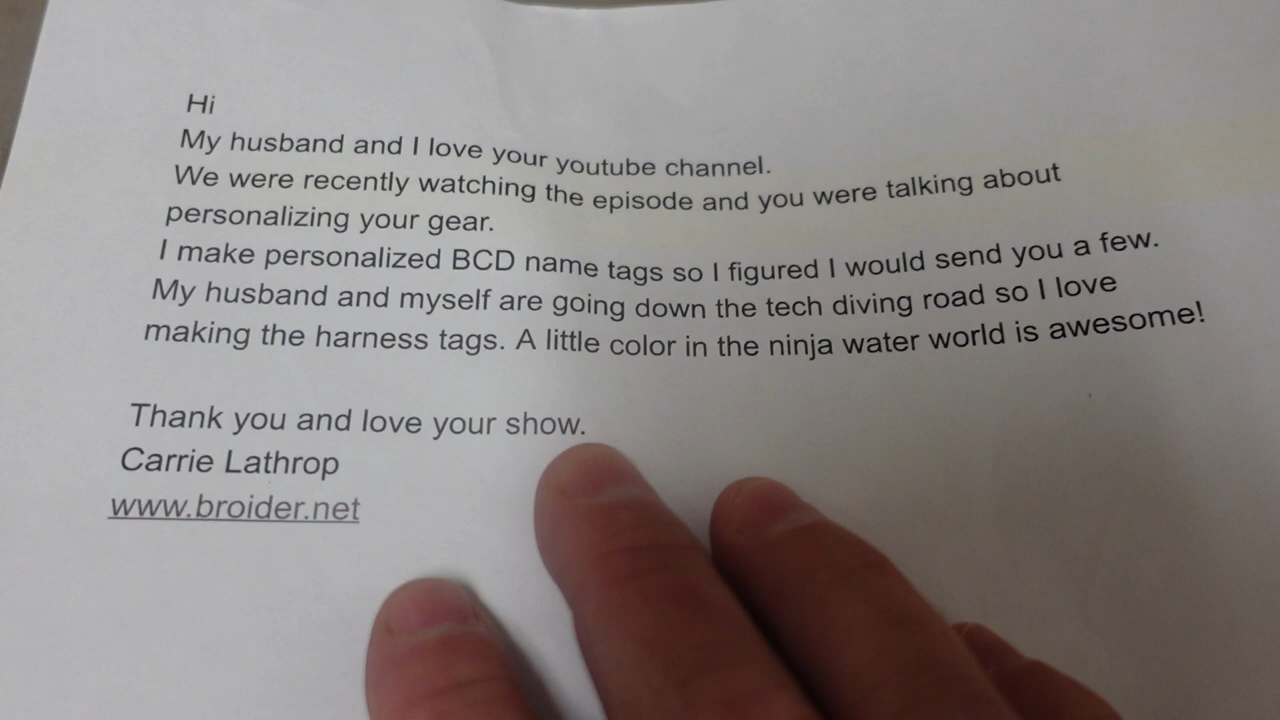 Hi
My husband and I love your youtube channel.
We were recently watching the episode and you were talking about
personalizing your gear.
I make personalized BCD name tags so I figured I would send you a few.
My husband and myself are going down the tech diving road so I love
making the harness tags. A little color in the ninja water world is awesome!
Thank you and love your show.
Carrie Lathrop
www.broider.net